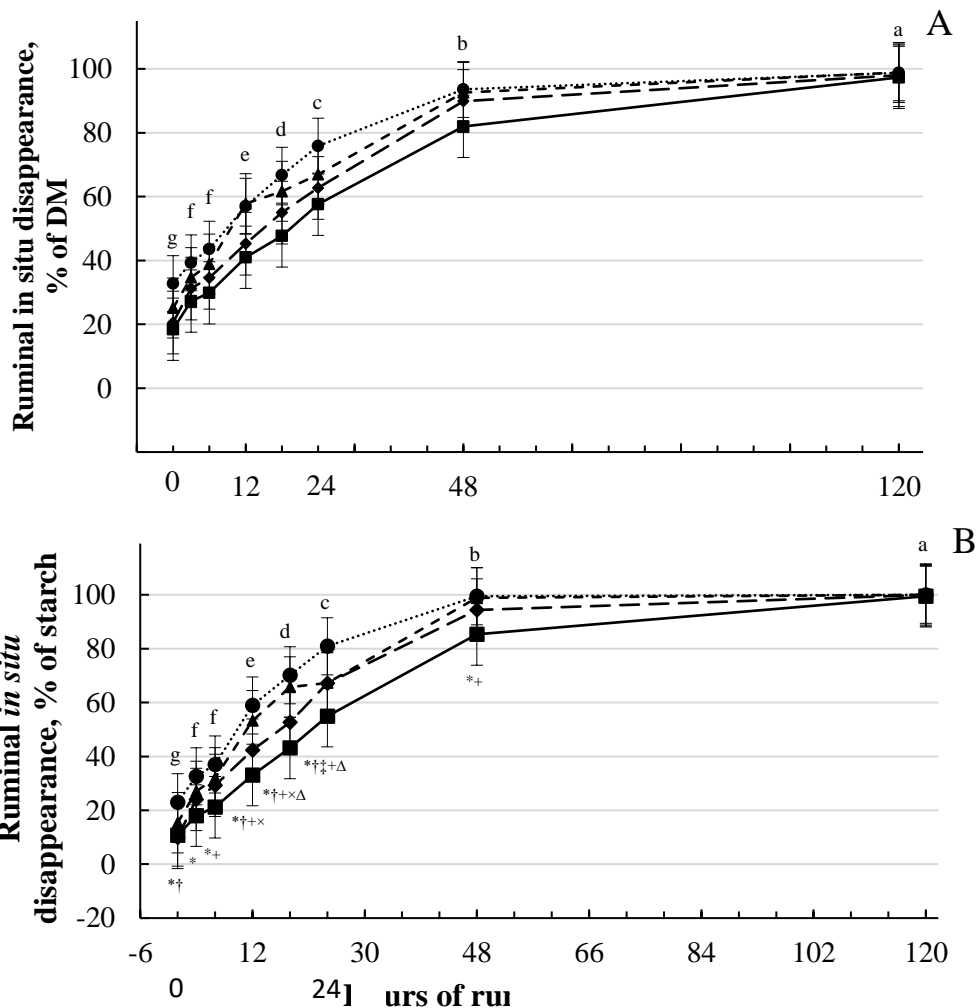 A
Ruminal in situ disappearance,
% of DM
100
80
60
40
20
0
g
f
f
e
d
c
b
a
0
12
24
48
120
B
Ruminal in situ
disappearance, % of starch
100
80
60
40
20
0
-20
g
f
f
e
d
c
b
a
*†
*
*+
*†+×
*†+×Δ
*†‡+Δ
*+
-6
12
30
48
66
84
102
120
0
24
urs of